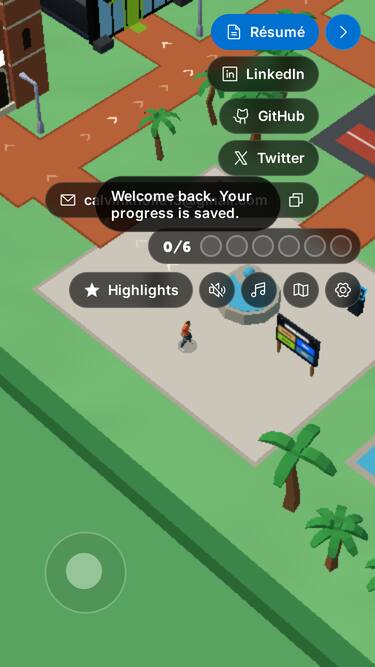 Résumé
LinkedIn
GitHub
Twitter
Welcome back. Your
progress is saved.
0/6
Highlights